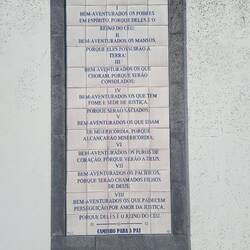 I
BEM-AVENTURADOS OS POBRES
EM ESPÍRITO, PORQUE DELES É O
REINO DO CÉU.
II
BEM-AVENTURADOS OS MANSOS,
PORQUE ELES POSSUIRÃO A
TERRA.
III
BEM-AVENTURADOS OS QUE
CHORAM, PORQUE SERÃO
CONSOLADOS.
IV
BEM-AVENTURADOS OS QUE TEM
FOME E SEDE DE JUSTIÇA,
PORQUE SERÃO SACIADOS.
V
BEM-AVENTURADOS OS QUE USAM
DE MISERICÓRDIA, PORQUE
ALCANÇARÃO MISERICÓRDIA.
VI
BEM-AVENTURADOS OS PUROS DE
CORAÇÃO, PORQUE VERÃO A DEUS.
VII
BEM-AVENTURADOS OS PACÍFICOS,
PORQUE SERÃO CHAMADOS FILHOS
DE DEUS.
VIII
BEM-AVENTURADOS OS QUE PADECEM
PERSEGUIÇÃO POR AMOR DA JUSTIÇA,
PORQUE DELES É O REINO DO CÉU.
CAMINHO PARA A PAZ